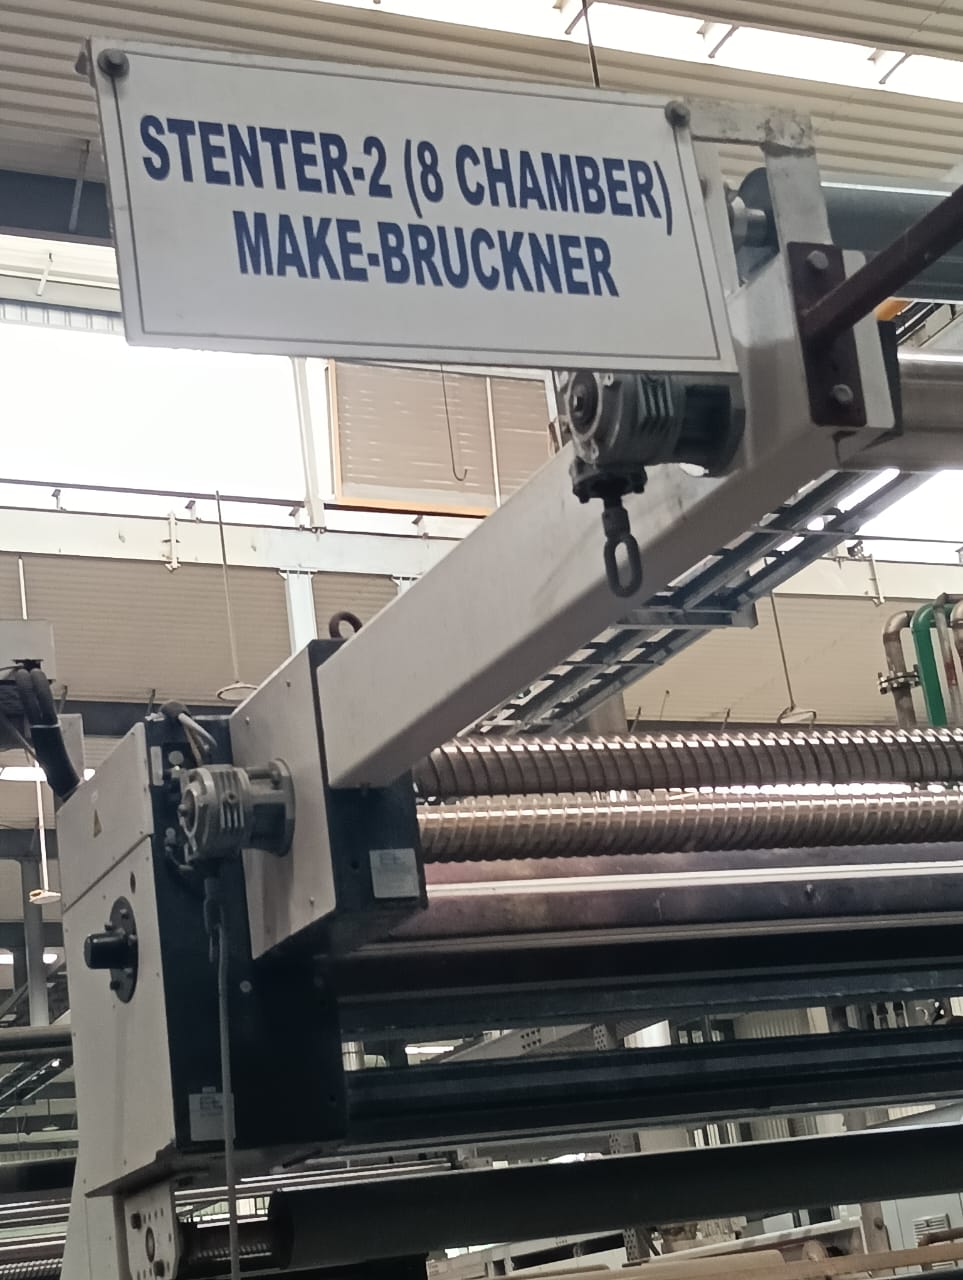 STENTER-2 (8 CHAMBER)
MAKE-BRUCKNER